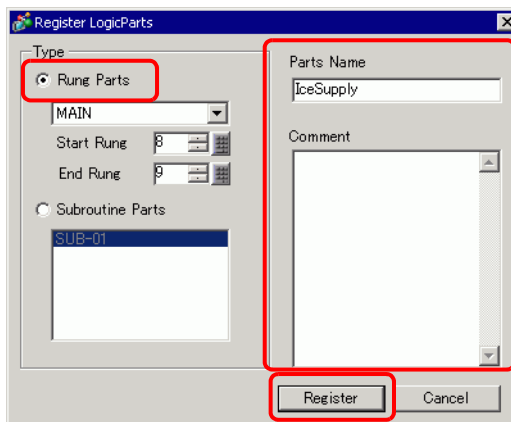 Register LogicParts
Type
Rung Parts
MAIN
Start Rung 8
End Rung 9
Subroutine Parts
SUB-01
Parts Name
IceSupply
Comment
Register Cancel